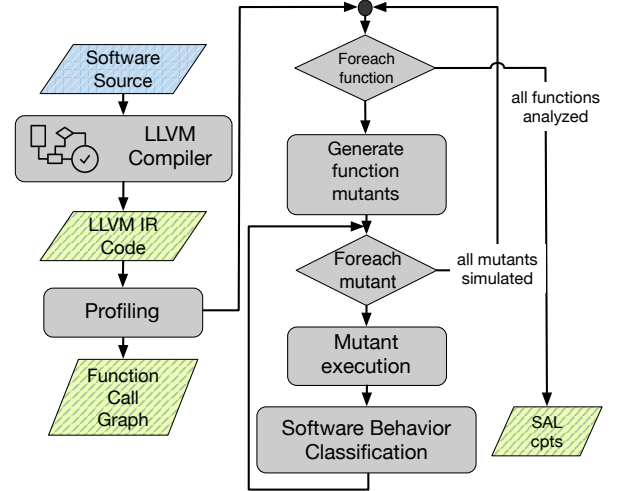 Software
Source
LLVM
Compiler
LLVM IR
Code
Profiling
Function
Call
Graph
Foreach
function
all functions
analyzed
Generate
function
mutants
Foreach
mutant
all mutants
simulated
Mutant
execution
Software Behavior
Classification
SAL
cpts